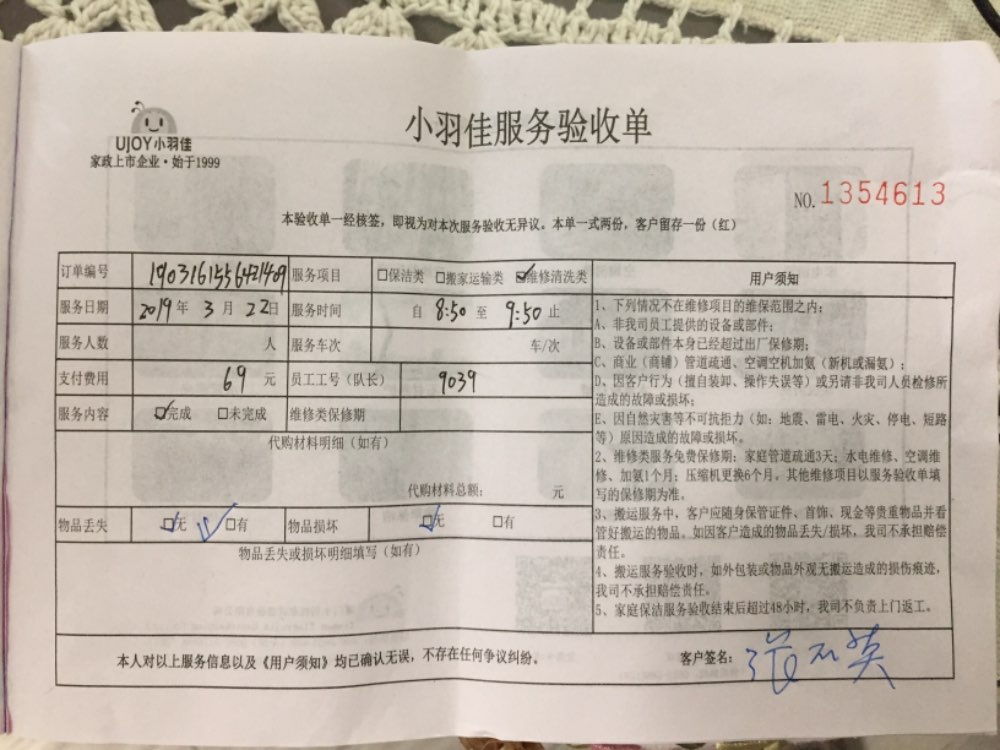 UJOY小羽佳
家政上市企业·始于1999
小羽佳服务验收单
NO.1354613
本验收单一经核签，即视为对本次服务验收无异议。本单一式两份，客户留存一份（红）
订单编号 服务项目 □保洁类 □搬家运输类 ☑维修清洗类
服务日期 2019年 3月 22日 服务时间 自 8:50 至 9:50 止
服务人数 人 服务车次 车/次
支付费用 69 元 员工工号（队长） 9039
服务内容 ☑完成 □未完成 维修类保修期
代购材料明细（如有）
代购材料总额： 元
物品丢失 ☑无 □有 物品损坏 ☑无 □有
物品丢失或损坏明细填写（如有）
用户须知
1、下列情况不在维修项目的维保范围之内：
A、非我司员工提供的设备或部件；
B、设备或部件本身已经超过出厂保修期；
C、商业（商铺）管道疏通、空调空机加氨（新机或漏氨）；
D、因客户行为（擅自装卸、操作失误等）或另请非我司人员检修所
造成的故障或损坏；
E、因自然灾害等不可抗拒力（如：地震、雷电、火灾、停电、短路
等）原因造成的故障或损坏。
2、维修类服务免费保修期：家庭管道疏通3天；水电维修、空调维
修、加氨1个月；压缩机更换6个月，其他维修项目以服务验收单填
写的保修期为准。
3、搬运服务中，客户应随身保管证件、首饰、现金等贵重物品并看
管好搬运的物品。如因客户造成的物品丢失/损坏，我司不承担赔偿
责任。
4、搬运服务验收时，如外包装或物品外观无搬运造成的损伤痕迹，
我司不承担赔偿责任。
5、家庭保洁服务验收结束后超过48小时，我司不负责上门返工。
本人对以上服务信息以及《用户须知》均已确认无误，不存在任何争议纠纷。
客户签名：